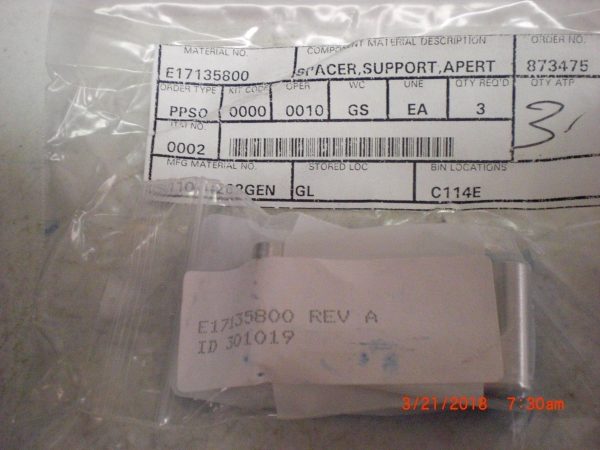 MATERIAL NO. COMPONENT MATERIAL DESCRIPTION ORDER NO.
E17135800 SPACER,SUPPORT,APERT 873475
ORDER TYPE KIT CODE OPER WC UNE QTY REQ'D QTY ATP
PPSO 0000 0010 GS EA 3 3
ITM NO.
0002
MFG MATERIAL NO. STORED LOC BIN LOCATIONS
GL C114E
E17135800 REV A
ID 301019
3/21/2018 7:30am